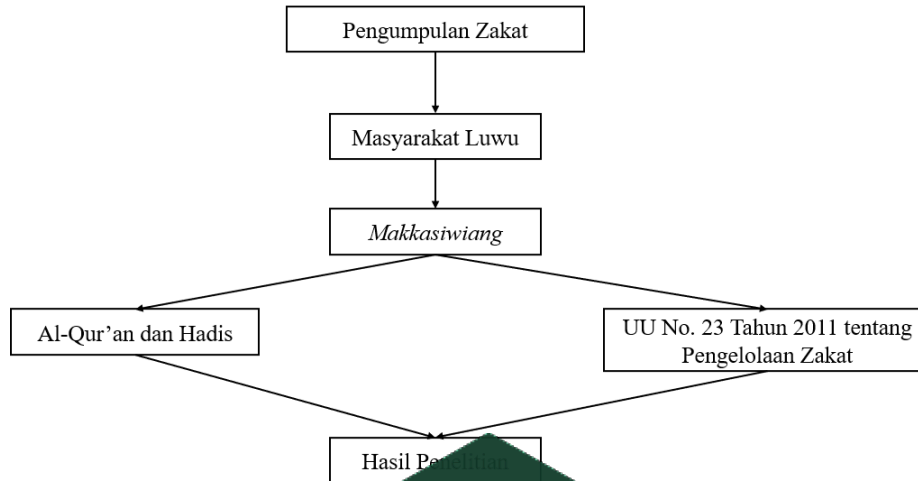 Pengumpulan Zakat
Masyarakat Luwu
Makkasiwiang
Al-Qur’an dan Hadis
UU No. 23 Tahun 2011 tentang
Pengelolaan Zakat
Hasil Penelitian